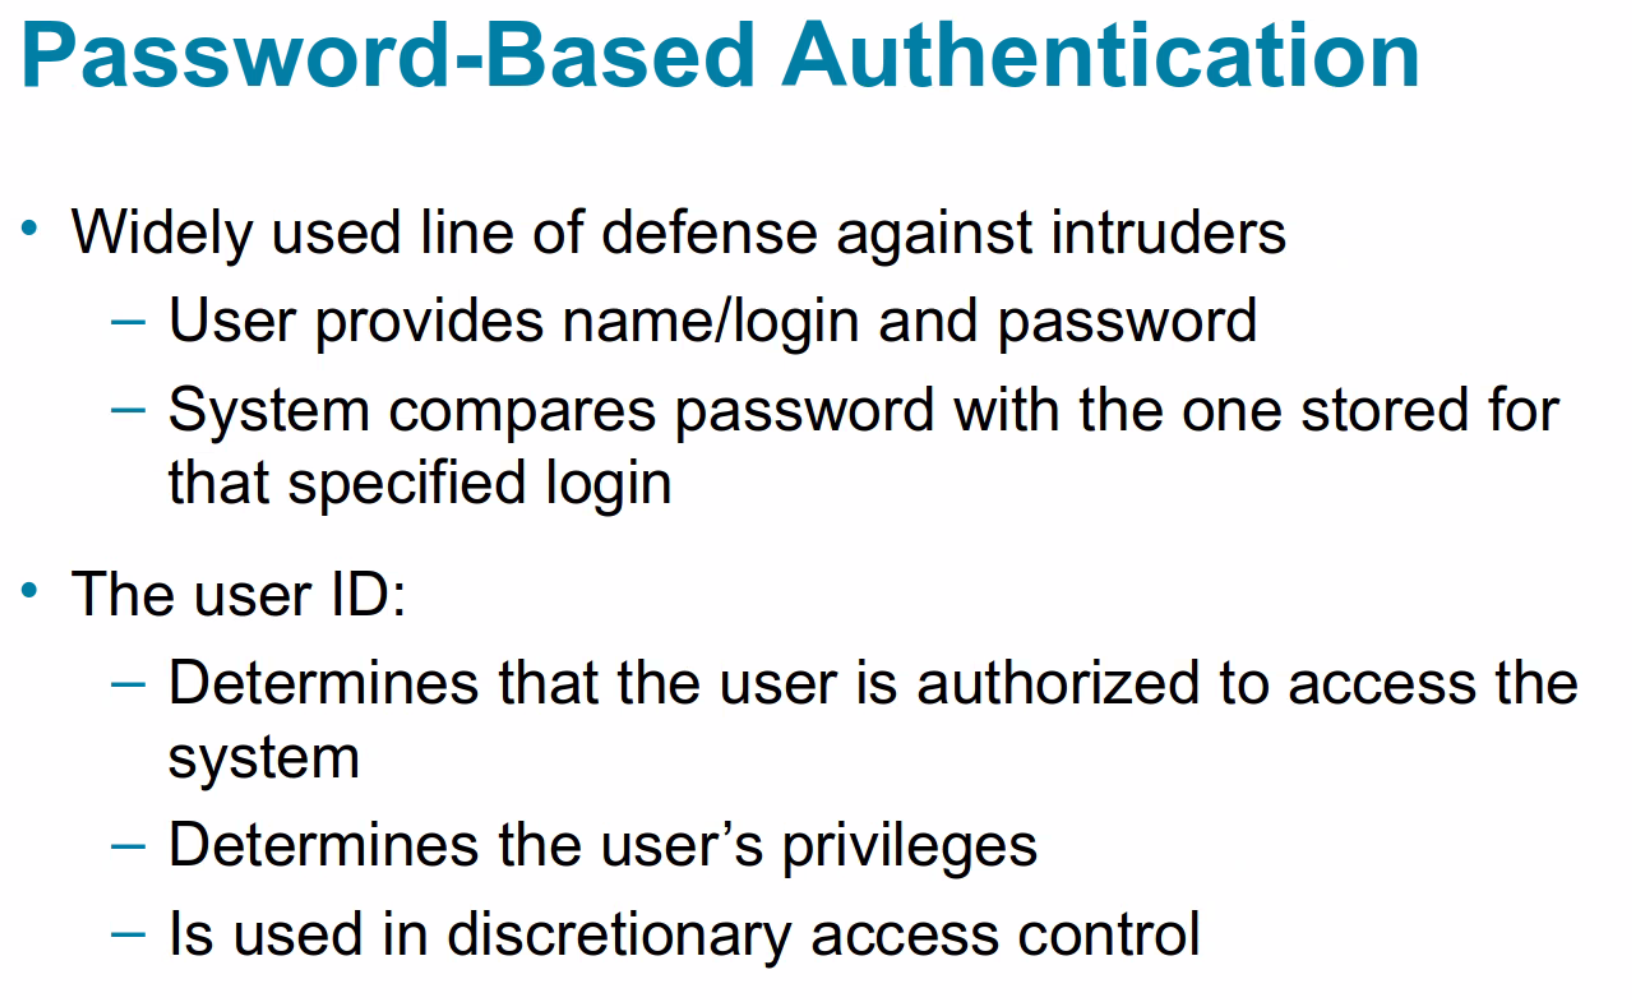 Password-Based Authentication
• Widely used line of defense against intruders
– User provides name/login and password
– System compares password with the one stored for
that specified login
• The user ID:
– Determines that the user is authorized to access the
system
– Determines the user’s privileges
– Is used in discretionary access control